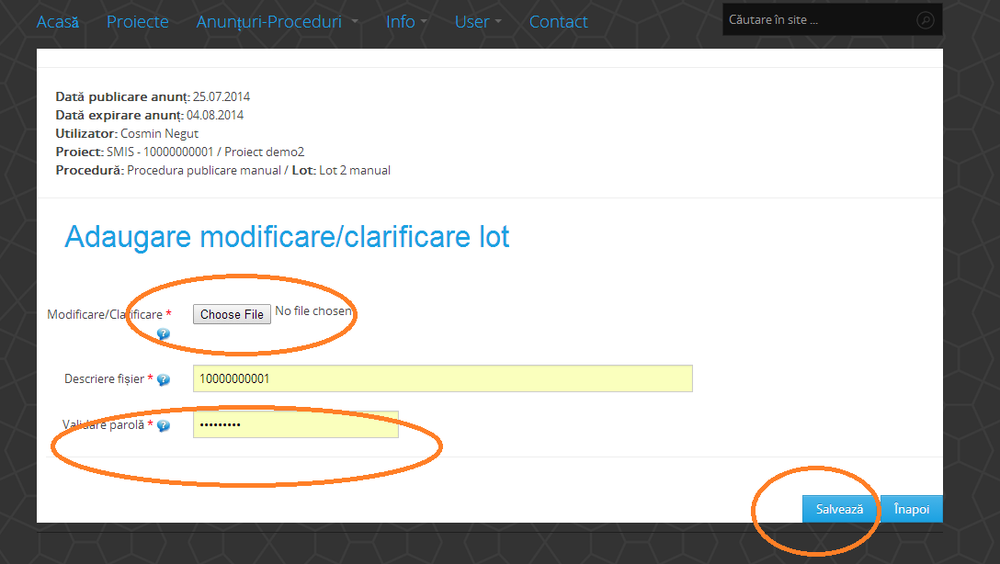 Acasă Proiecte Anunțuri-Proceduri Info User Contact Căutare în site ...
Dată publicare anunț: 25.07.2014
Dată expirare anunț: 04.08.2014
Utilizator: Cosmin Negut
Proiect: SMIS - 10000000001 / Proiect demo2
Procedură: Procedura publicare manual / Lot: Lot 2 manual
Adaugare modificare/clarificare lot
Modificare/Clarificare * Choose File No file chosen
?
Descriere fișier * ? 10000000001
Validare parolă * ? •••••••••
Salvează Înapoi